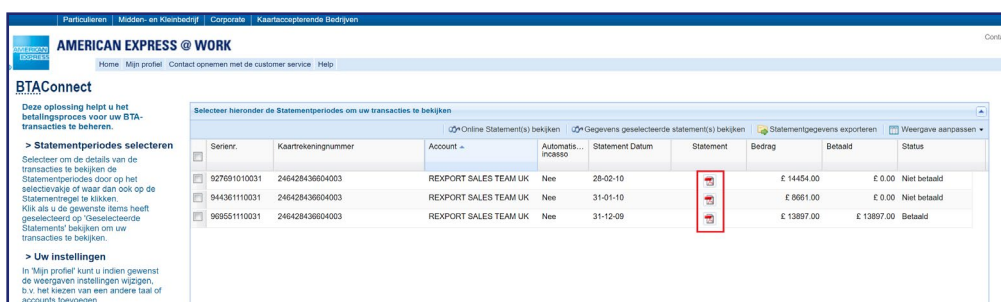 Particulieren Midden- en Kleinbedrijf Corporate Kaartaccepterende Bedrijven
AMERICAN EXPRESS
AMERICAN EXPRESS @ WORK
Home Mijn profiel Contact opnemen met de customer service Help
BTAConnect
Deze oplossing helpt u het
betalingsproces voor uw BTA-
transacties te beheren.
> Statementperiodes selecteren
Selecteer om de details van de
transacties te bekijken de
Statementperiodes door op het
selectievakje of waar dan ook op de
Statementregel te klikken.
Klik als u de gewenste items heeft
geselecteerd op 'Geselecteerde
Statements' bekijken om uw
transacties te bekijken.
> Uw instellingen
In 'Mijn profiel' kunt u indien gewenst
de weergaven instellingen wijzigen,
b.v. het kiezen van een andere taal of
accounts toevoegen
Selecteer hieronder de Statementperiodes om uw transacties te bekijken
Online Statement(s) bekijken Gegevens geselecteerde statement(s) bekijken Statementgegevens exporteren Weergave aanpassen
Serienr. Kaartrekeningnummer Account Automatis... incasso Statement Datum Statement Bedrag Betaald Status
927691010031 246428436604003 REXPORT SALES TEAM UK Nee 28-02-10 £ 14454.00 £ 0.00 Niet betaald
944361110031 246428436604003 REXPORT SALES TEAM UK Nee 31-01-10 £ 8661.00 £ 0.00 Niet betaald
969551110031 246428436604003 REXPORT SALES TEAM UK Nee 31-12-09 £ 13897.00 £ 13897.00 Betaald